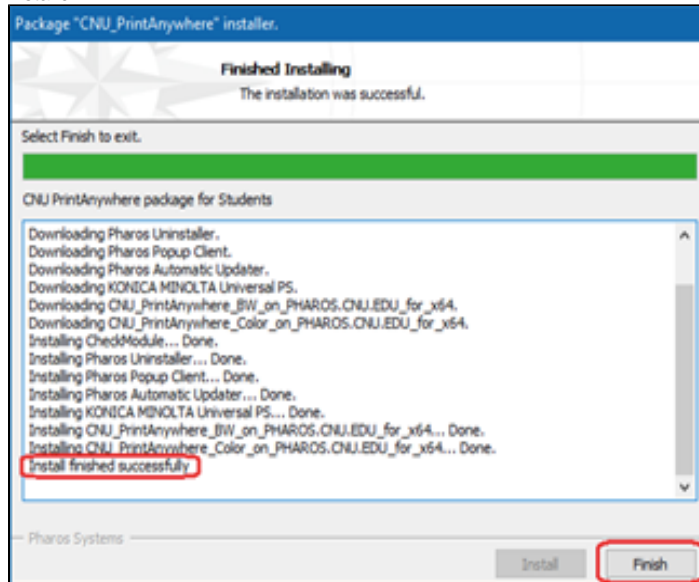 Package "CNU_PrintAnywhere" installer.
Finished Installing
The installation was successful.
Select Finish to exit.
CNU PrintAnywhere package for Students
Downloading Pharos Uninstaller.
Downloading Pharos Popup Client.
Downloading Pharos Automatic Updater.
Downloading KONICA MINOLTA Universal PS.
Downloading CNU_PrintAnywhere_BW_on_PHAROS.CNU.EDU_for_x64.
Downloading CNU_PrintAnywhere_Color_on_PHAROS.CNU.EDU_for_x64.
Installing CheckModule... Done.
Installing Pharos Uninstaller... Done.
Installing Pharos Popup Client... Done.
Installing Pharos Automatic Updater... Done.
Installing KONICA MINOLTA Universal PS... Done.
Installing CNU_PrintAnywhere_BW_on_PHAROS.CNU.EDU_for_x64... Done.
Installing CNU_PrintAnywhere_Color_on_PHAROS.CNU.EDU_for_x64... Done.
Install finished successfully
Pharos Systems
Install
Finish